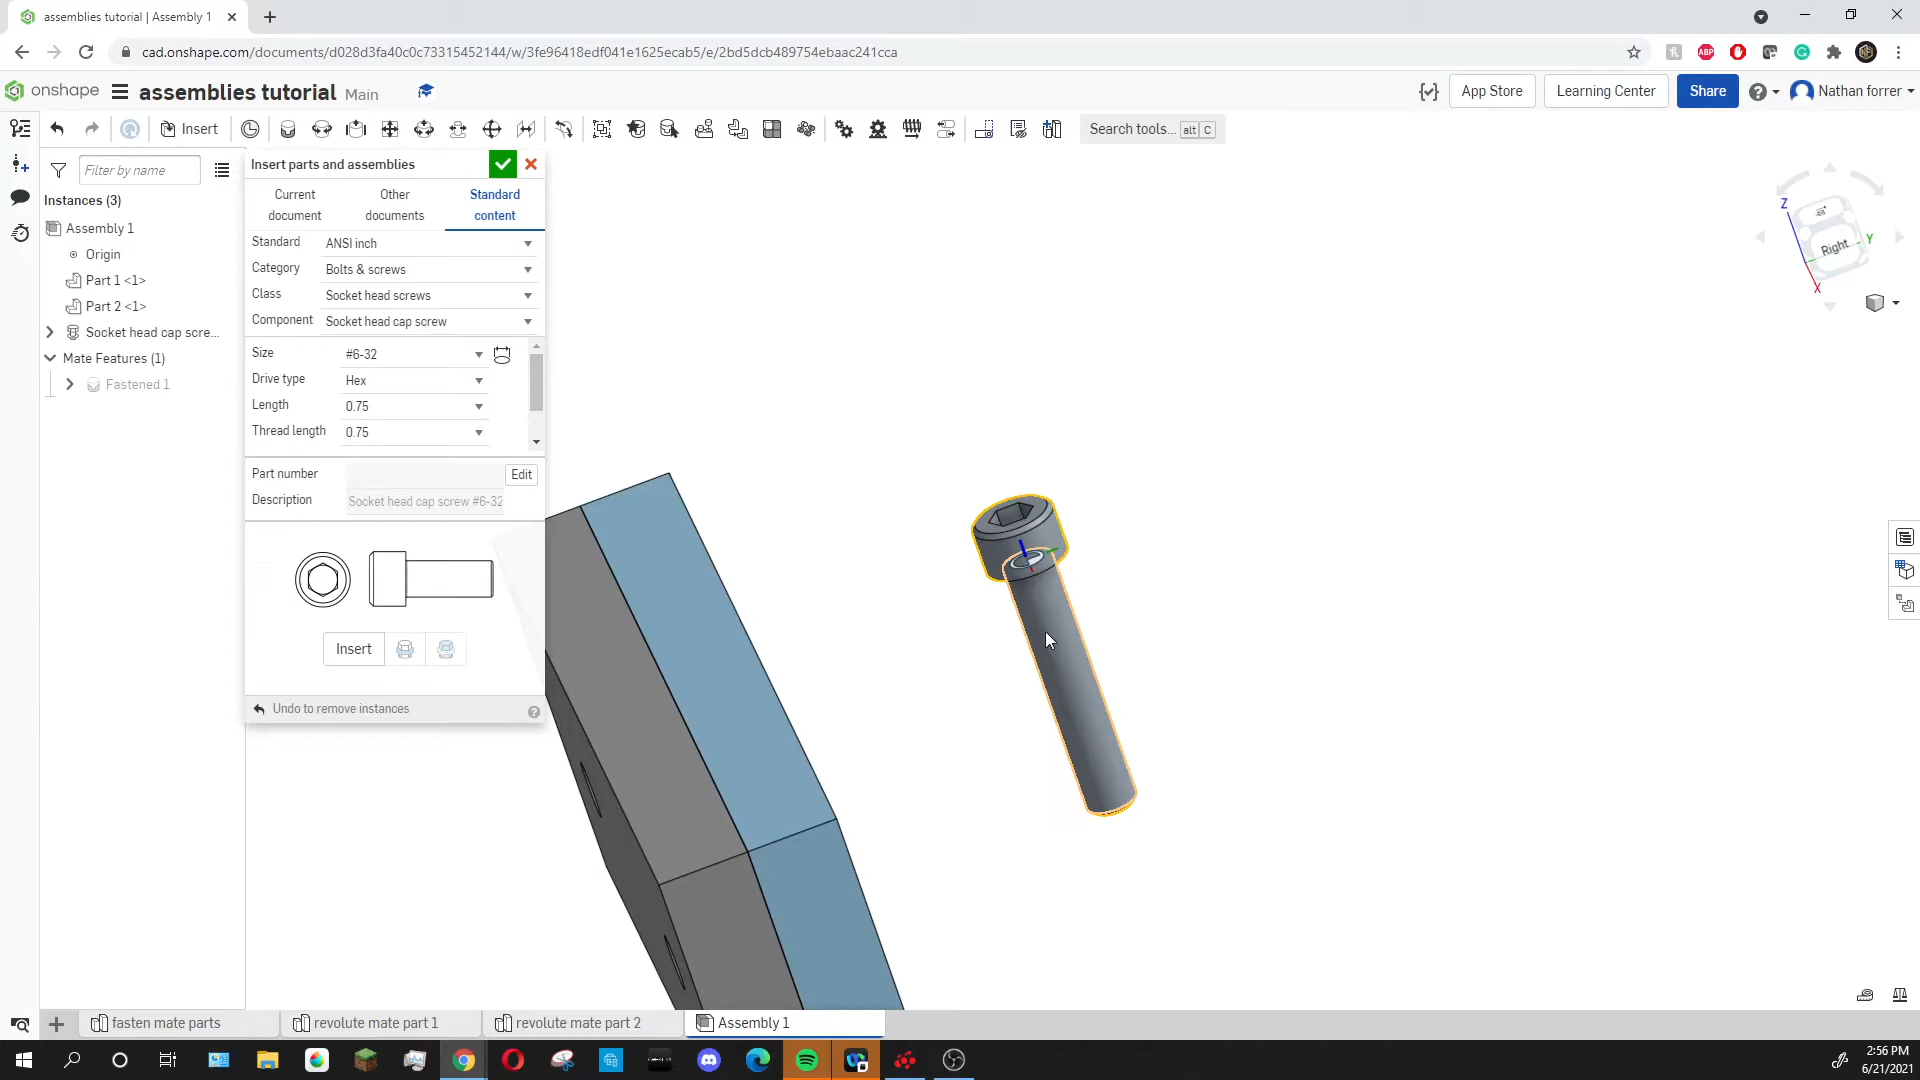 assemblies tutorial | Assembly 1
cad.onshape.com/documents/d028d3fa40c0c73315452144/w/3fe96418edf041e1625ecab5/e/2bd5dcb489754ebaac241cca
ABP
onshape
assemblies tutorial Main
App Store
Learning Center
Share
Nathan forrer
Insert
Search tools... alt C
Filter by name
Instances (3)
Assembly 1
Origin
Part 1 <1>
Part 2 <1>
Socket head cap scre...
Mate Features (1)
Fastened 1
Insert parts and assemblies
Current document
Other documents
Standard content
Standard ANSI inch
Category Bolts & screws
Class Socket head screws
Component Socket head cap screw
Size #6-32
Drive type Hex
Length 0.75
Thread length 0.75
Part number Edit
Description Socket head cap screw #6-32
Insert
Undo to remove instances
Z
Y
X
Right
fasten mate parts
revolute mate part 1
revolute mate part 2
Assembly 1
2:56 PM
6/21/2021